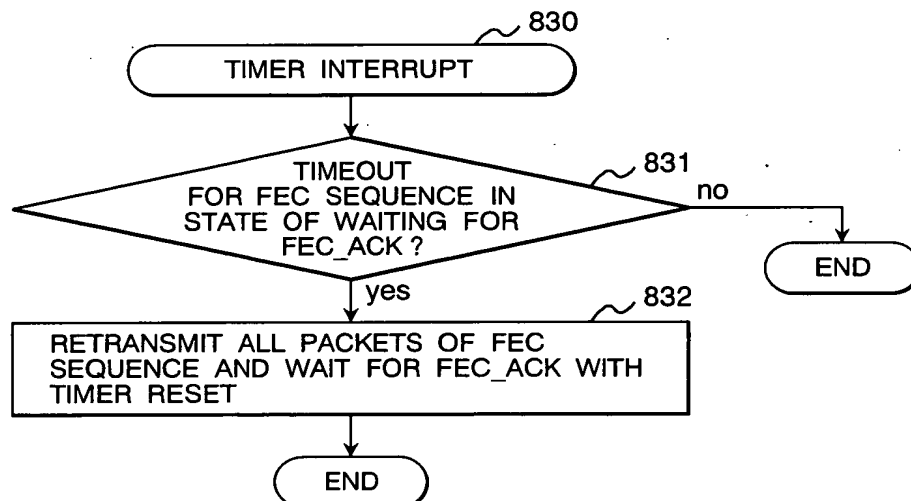 830
TIMER INTERRUPT
831
TIMEOUT
FOR FEC SEQUENCE IN
STATE OF WAITING FOR
FEC_ACK ?
no
END
yes
832
RETRANSMIT ALL PACKETS OF FEC
SEQUENCE AND WAIT FOR FEC_ACK WITH
TIMER RESET
END